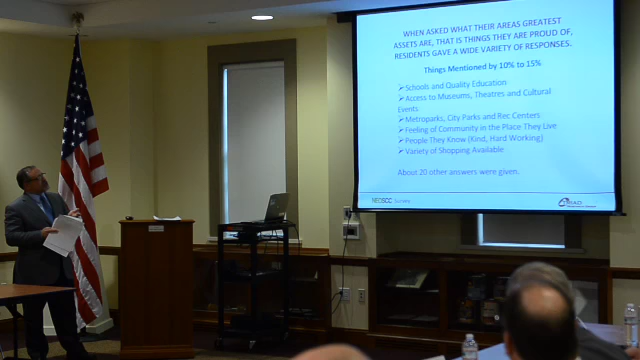 WHEN ASKED WHAT THEIR AREAS GREATEST
ASSETS ARE, THAT IS THINGS THEY ARE PROUD OF,
RESIDENTS GAVE A WIDE VARIETY OF RESPONSES.
Things Mentioned by 10% to 15%
➢Schools and Quality Education
➢Access to Museums, Theatres and Cultural
Events
➢Metroparks, City Parks and Rec Centers
➢Feeling of Community in the Place They Live
➢People They Know (Kind, Hard Working)
➢Variety of Shopping Available
About 20 other answers were given.
NEOSCC